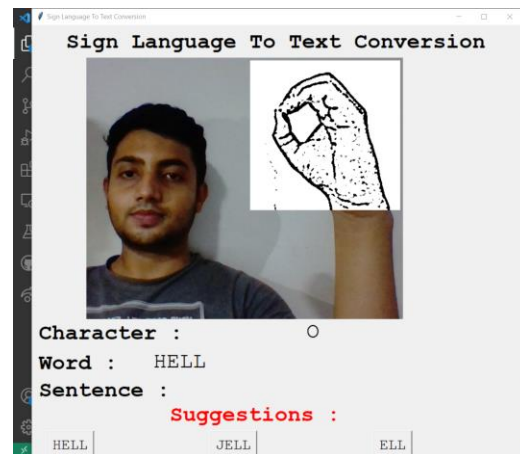 Sign Language To Text Conversion
Sign Language To Text Conversion
Character : O
Word : HELL
Sentence :
Suggestions :
HELL JELL ELL